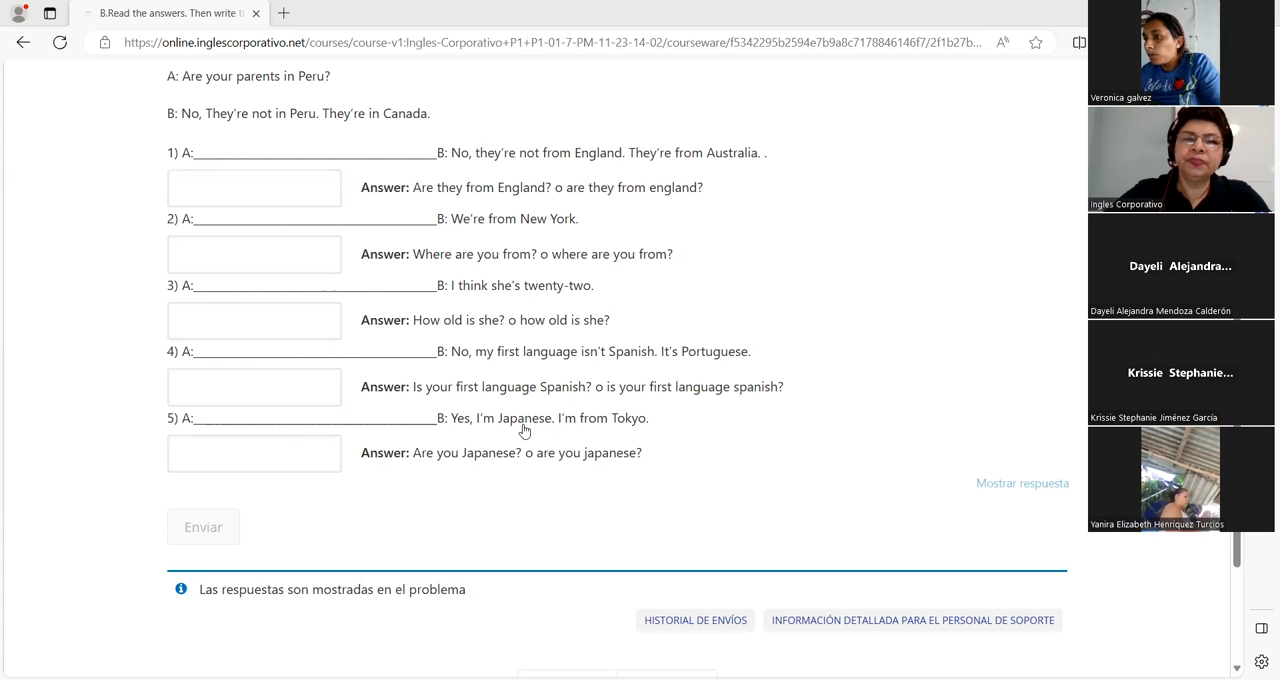 B.Read the answers. Then write t
https://online.inglescorporativo.net/courses/course-v1:Ingles-Corporativo+P1+P1-01-7-PM-11-23-14-02/courseware/f5342295b2594e7b9a8c7178846146f7/2f1b27b...
A: Are your parents in Peru?
B: No, They're not in Peru. They're in Canada.
1) A:___________________________________B: No, they're not from England. They're from Australia. .
Answer: Are they from England? o are they from england?
2) A:___________________________________B: We're from New York.
Answer: Where are you from? o where are you from?
3) A:___________________________________B: I think she's twenty-two.
Answer: How old is she? o how old is she?
4) A:___________________________________B: No, my first language isn't Spanish. It's Portuguese.
Answer: Is your first language Spanish? o is your first language spanish?
5) A:___________________________________B: Yes, I'm Japanese. I'm from Tokyo.
Answer: Are you Japanese? o are you japanese?
Mostrar respuesta
Enviar
Las respuestas son mostradas en el problema
HISTORIAL DE ENVÍOS INFORMACIÓN DETALLADA PARA EL PERSONAL DE SOPORTE
Veronica galvez
Ingles Corporativo
Dayeli Alejandra...
Dayeli Alejandra Mendoza Calderón
Krissie Stephanie...
Krissie Stephanie Jiménez García
Yanira Elizabeth Henriquez Turcios